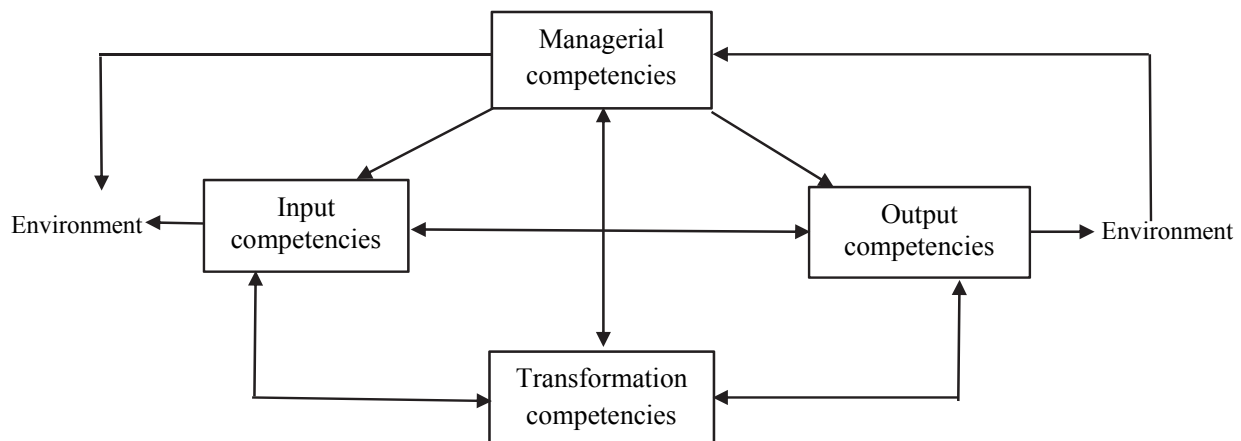 Managerial
competencies
Input
competencies
Output
competencies
Environment
Environment
Transformation
competencies